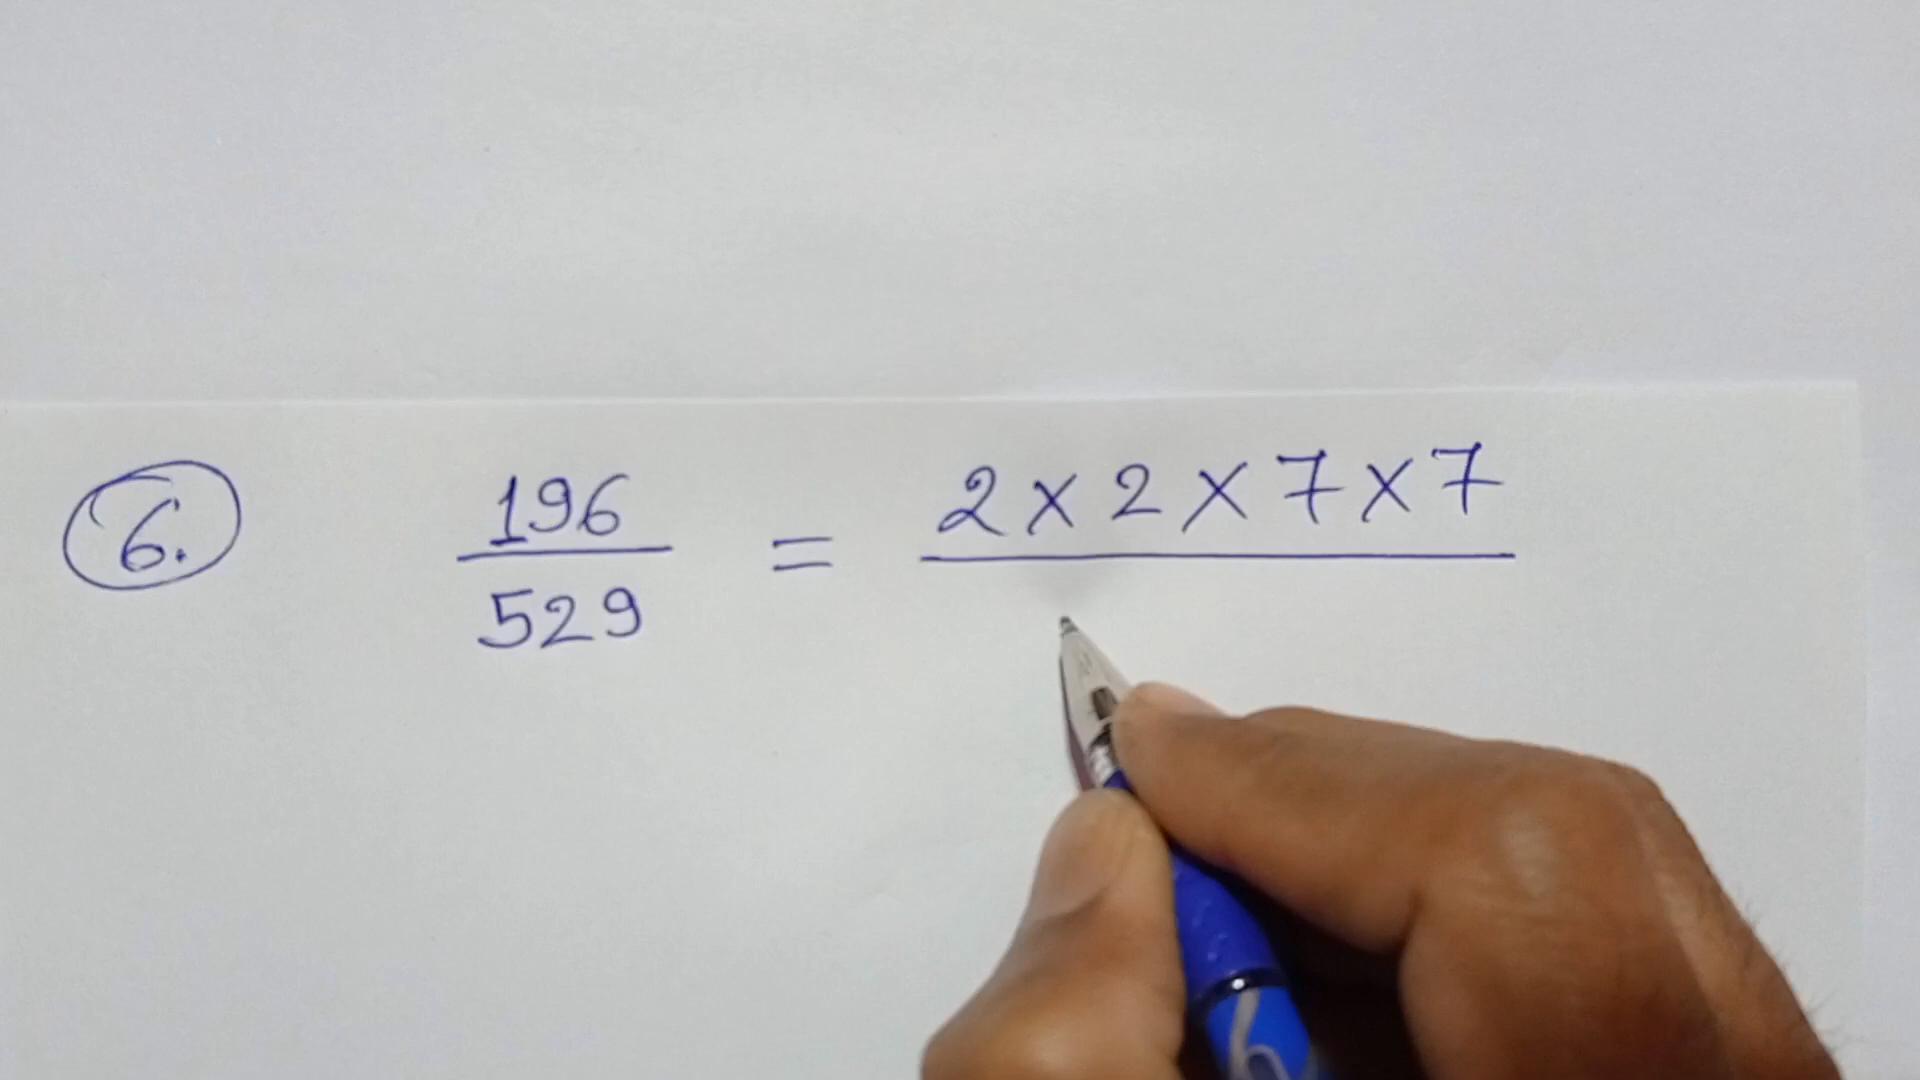 6.
196
529
=
2 × 2 × 7 × 7